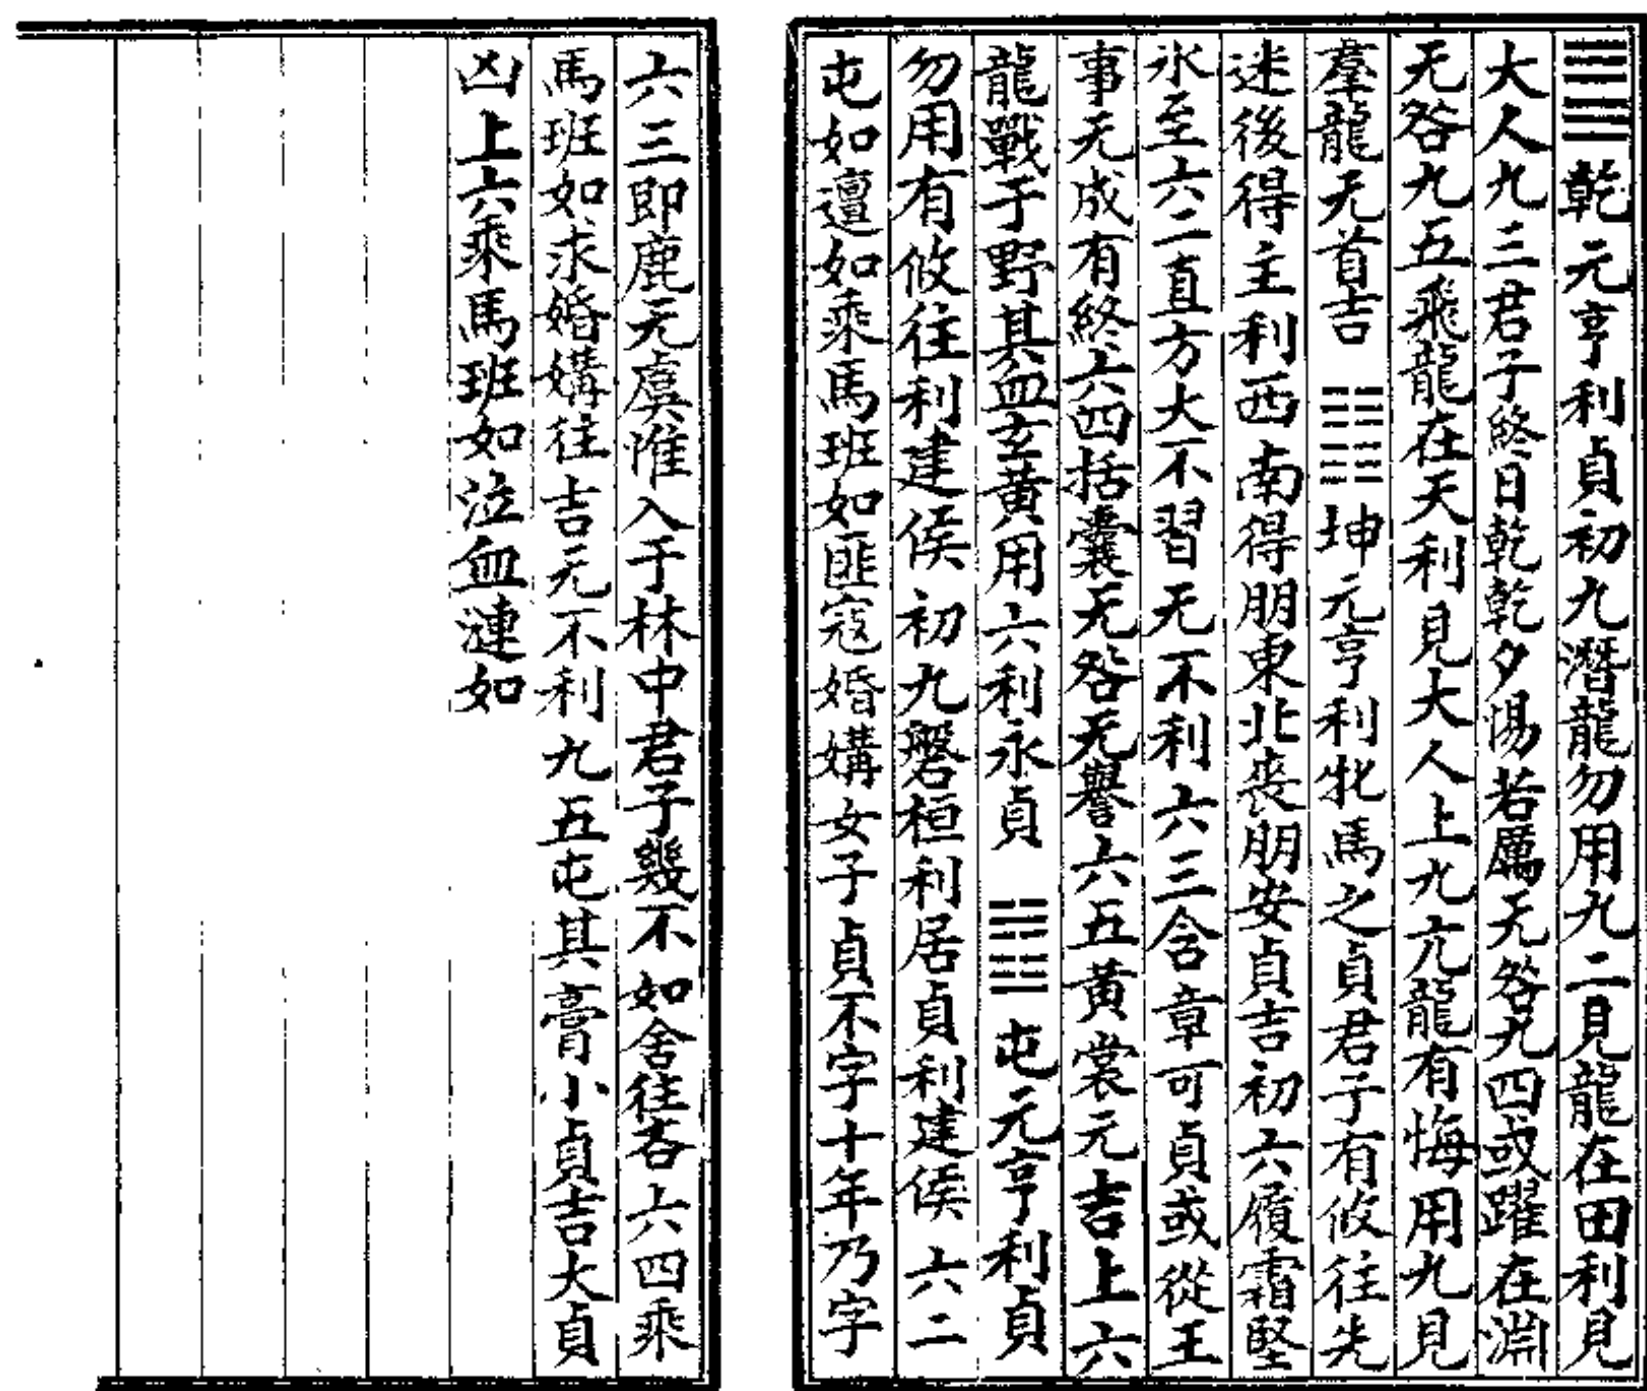 ䷀乾元亨利貞初九潛龍勿用九二見龍在田利見
大人九三君子終日乾乾夕惕若厲无咎九四或躍在淵
无咎九五飛龍在天利見大人上九亢龍有悔用九見
羣龍无首吉䷁坤元亨利牝馬之貞君子有攸往先
迷後得主利西南得朋東北喪朋安貞吉初六履霜堅
氷至六二直方大不習无不利六三含章可貞或從王
事无成有終六四括囊无咎无譽六五黃裳元吉上六
龍戰于野其血玄黃用六利永貞䷂屯元亨利貞
勿用有攸往利建侯初九磐桓利居貞利建侯六二
屯如邅如乘馬班如匪寇婚媾女子貞不字十年乃字
六三即鹿无虞惟入于林中君子幾不如舍往吝六四乘
馬班如求婚媾往吉无不利九五屯其膏小貞吉大貞
凶上六乘馬班如泣血漣如